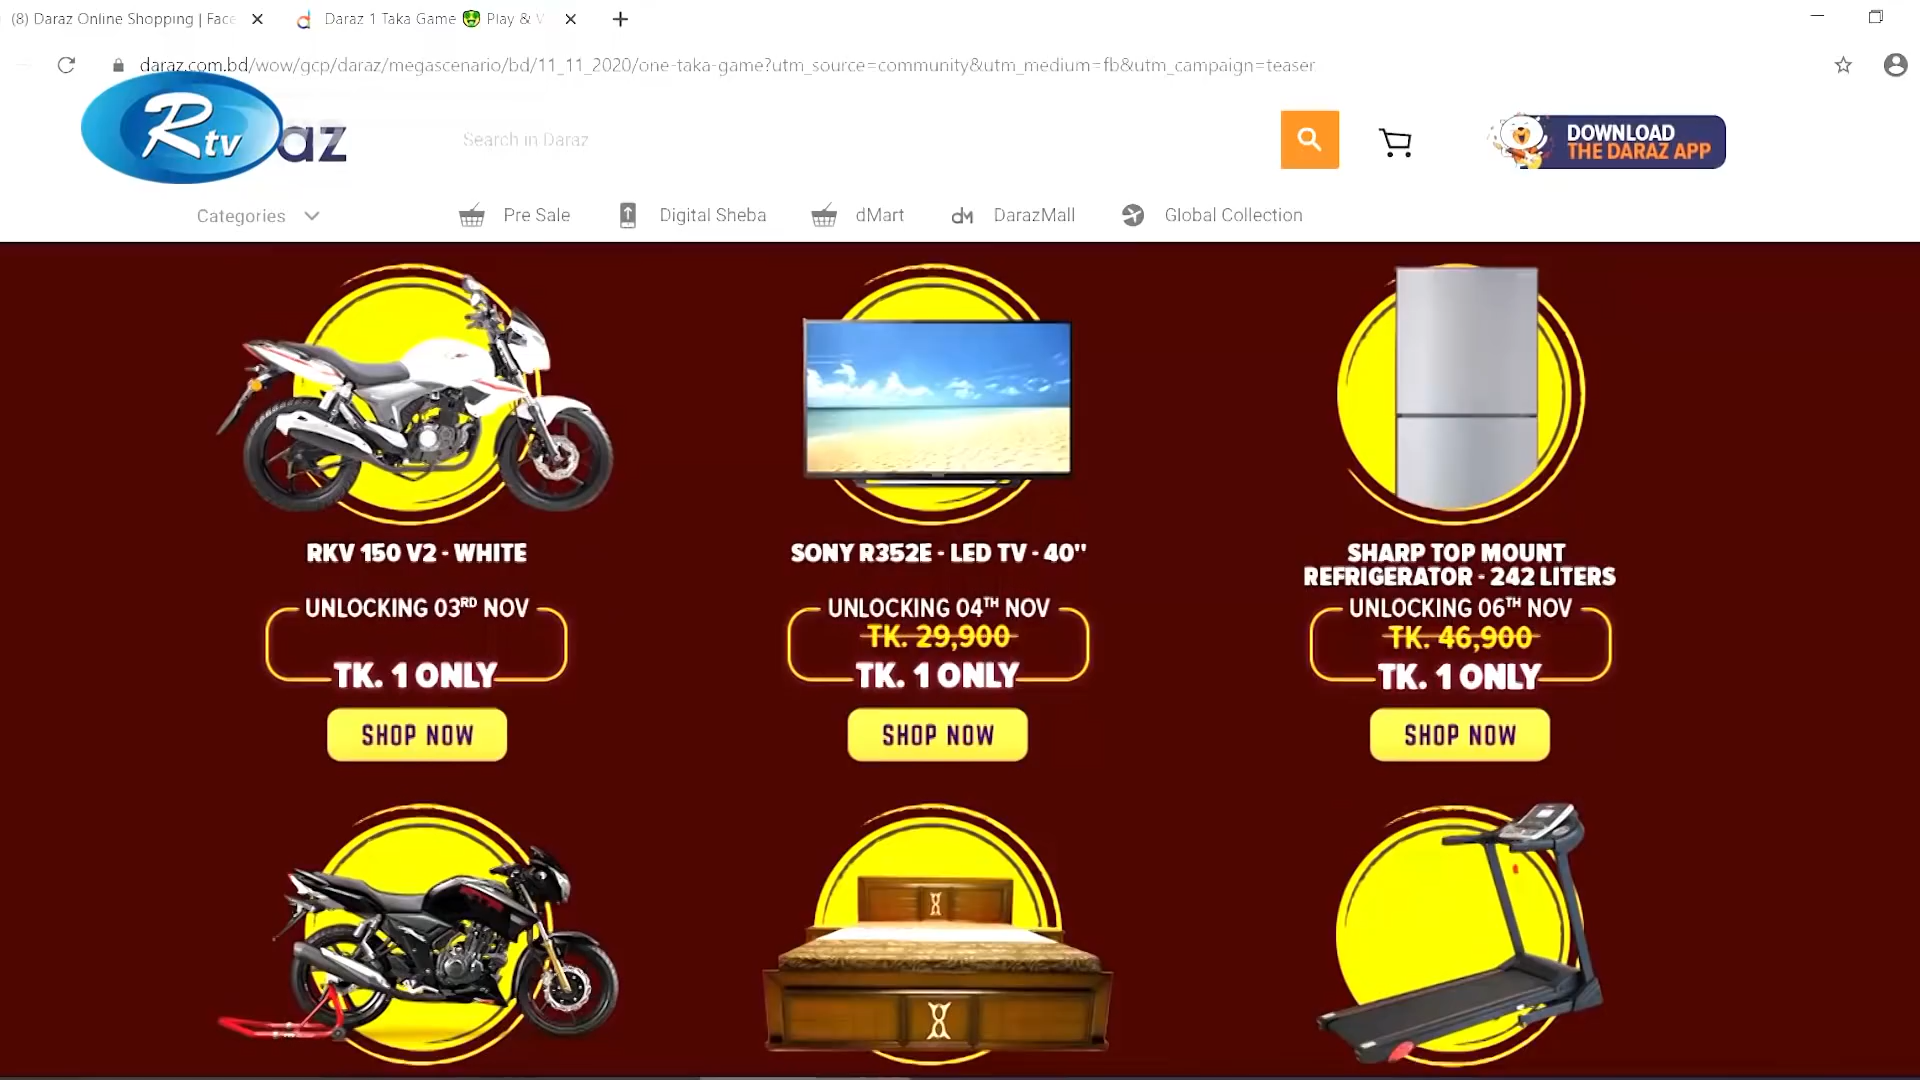 (8) Daraz Online Shopping | Face
Daraz 1 Taka Game 🤑 Play & V
daraz.com.bd/wow/gcp/daraz/megascenario/bd/11_11_2020/one-taka-game?utm_source=community&utm_medium=fb&utm_campaign=teaser
Rtv
az
Search in Daraz
DOWNLOAD
THE DARAZ APP
Categories
Pre Sale
Digital Sheba
dMart
DarazMall
Global Collection
RKV 150 V2 - WHITE
UNLOCKING 03RD NOV
TK. 1 ONLY
SHOP NOW
SONY R352E - LED TV - 40"
UNLOCKING 04TH NOV
TK. 29,900
TK. 1 ONLY
SHOP NOW
SHARP TOP MOUNT
REFRIGERATOR - 242 LITERS
UNLOCKING 06TH NOV
TK. 46,900
TK. 1 ONLY
SHOP NOW